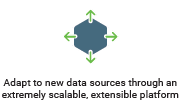 Adapt to new data sources through an
extremely scalable, extensible platform